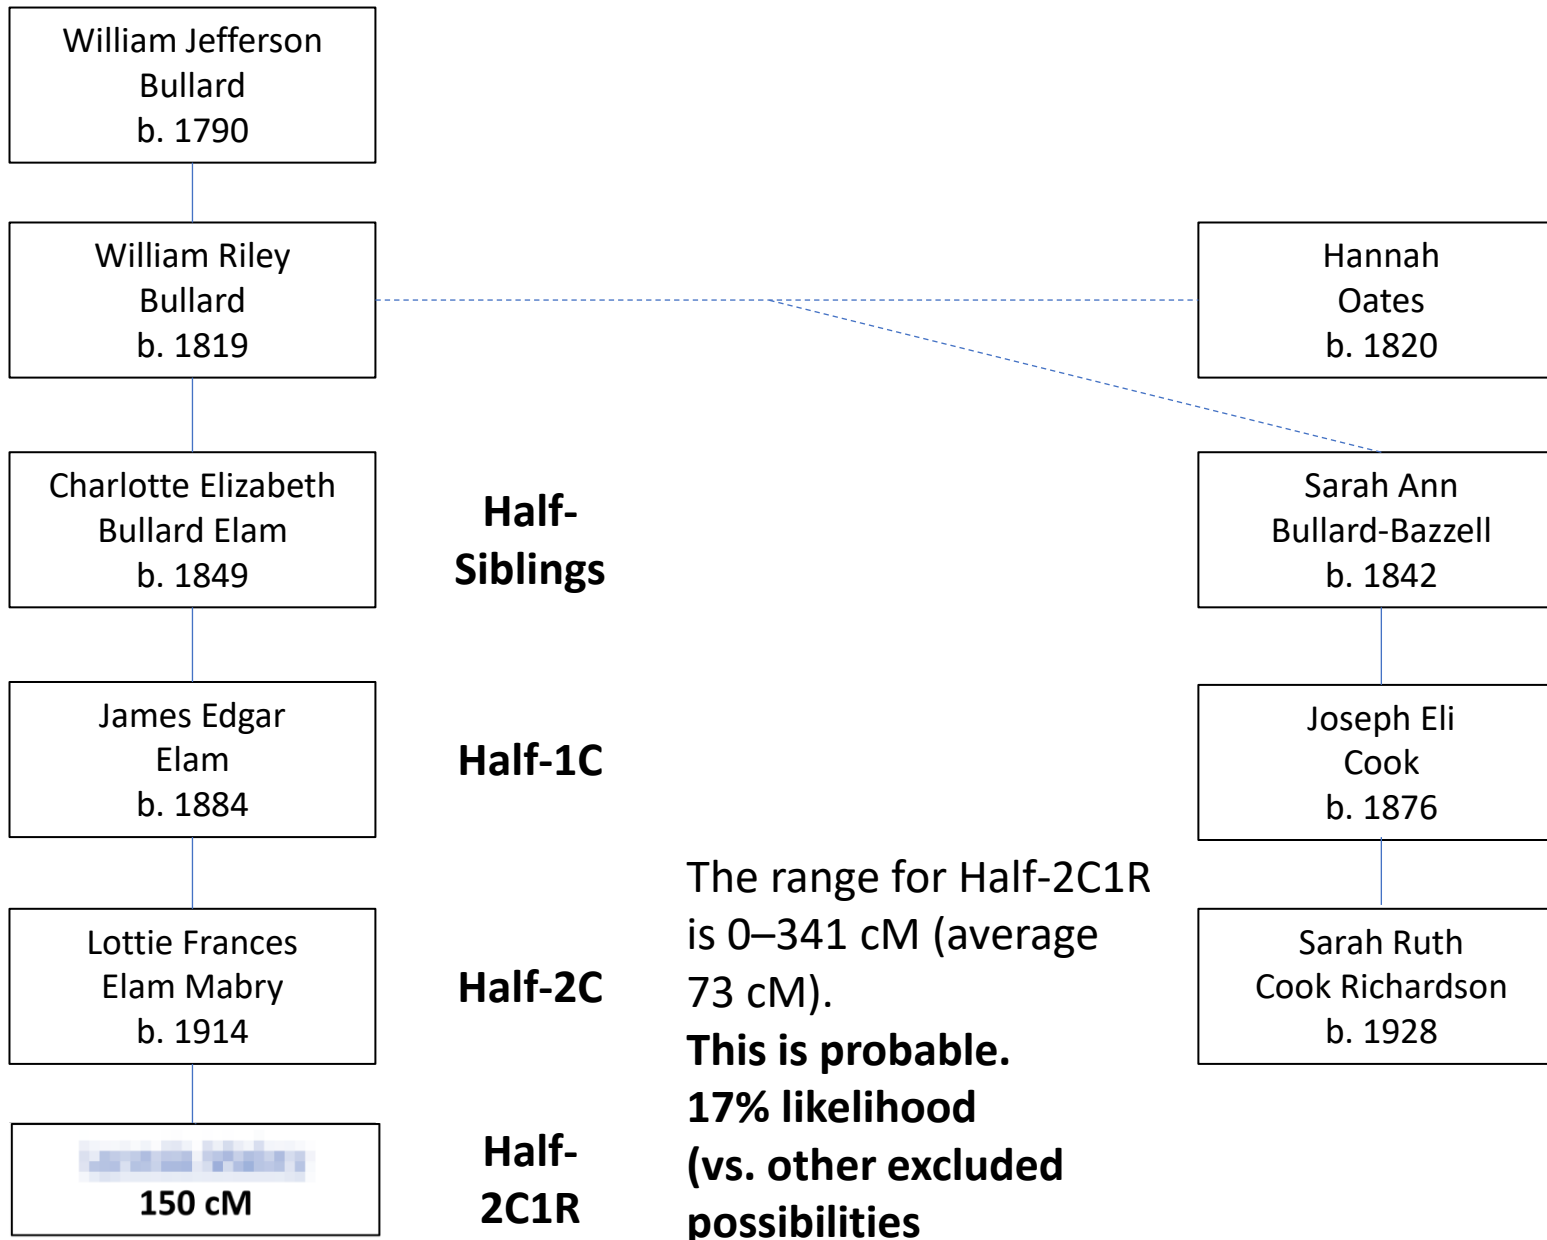 William Jefferson
Bullard
b. 1790
William Riley
Bullard
b. 1819
Hannah
Oates
b. 1820
Charlotte Elizabeth
Bullard Elam
b. 1849
Half-
Siblings
Sarah Ann
Bullard-Bazzell
b. 1842
James Edgar
Elam
b. 1884
Half-1C
Joseph Eli
Cook
b. 1876
Lottie Frances
Elam Mabry
b. 1914
Half-2C
The range for Half-2C1R
is 0–341 cM (average
73 cM).
This is probable.
17% likelihood
(vs. other excluded
possibilities
Sarah Ruth
Cook Richardson
b. 1928
150 cM
Half-
2C1R